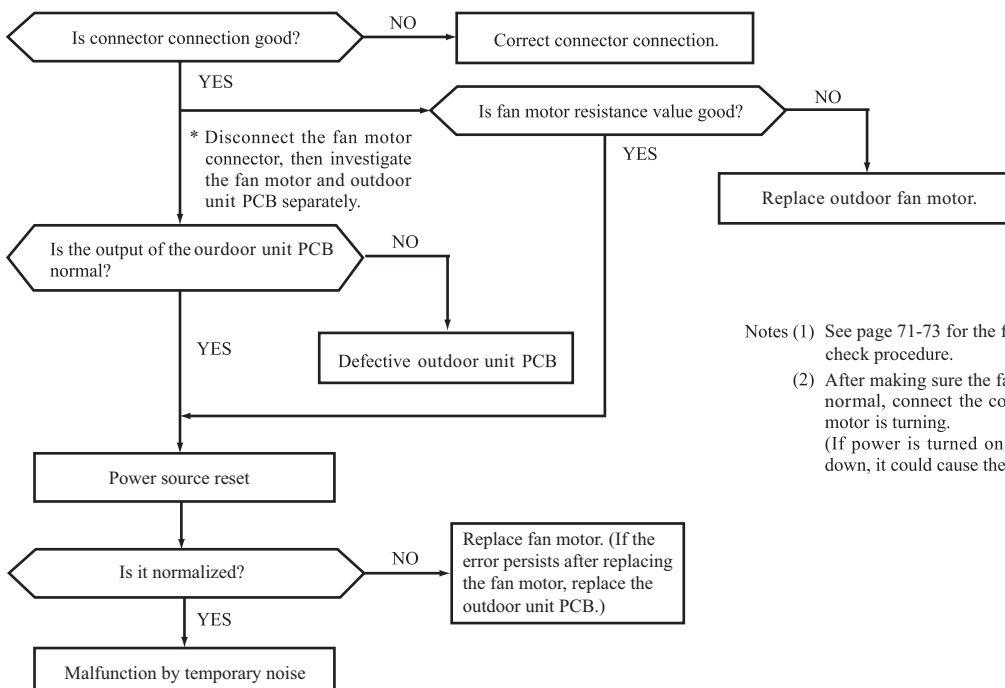 Is connector connection good?
NO
Correct connector connection.
YES
Is fan motor resistance value good?
NO
* Disconnect the fan motor
connector, then investigate
the fan motor and outdoor
unit PCB separately.
YES
Replace outdoor fan motor.
Is the output of the ourdoor unit PCB
normal?
NO
YES
Defective outdoor unit PCB
Notes (1) See page 71-73 for the
check procedure.
(2) After making sure the
normal, connect the
motor is turning.
(If power is turned on
down, it could cause the
Power source reset
Is it normalized?
NO
Replace fan motor. (If the
error persists after replacing
the fan motor, replace the
outdoor unit PCB.)
YES
Malfunction by temporary noise